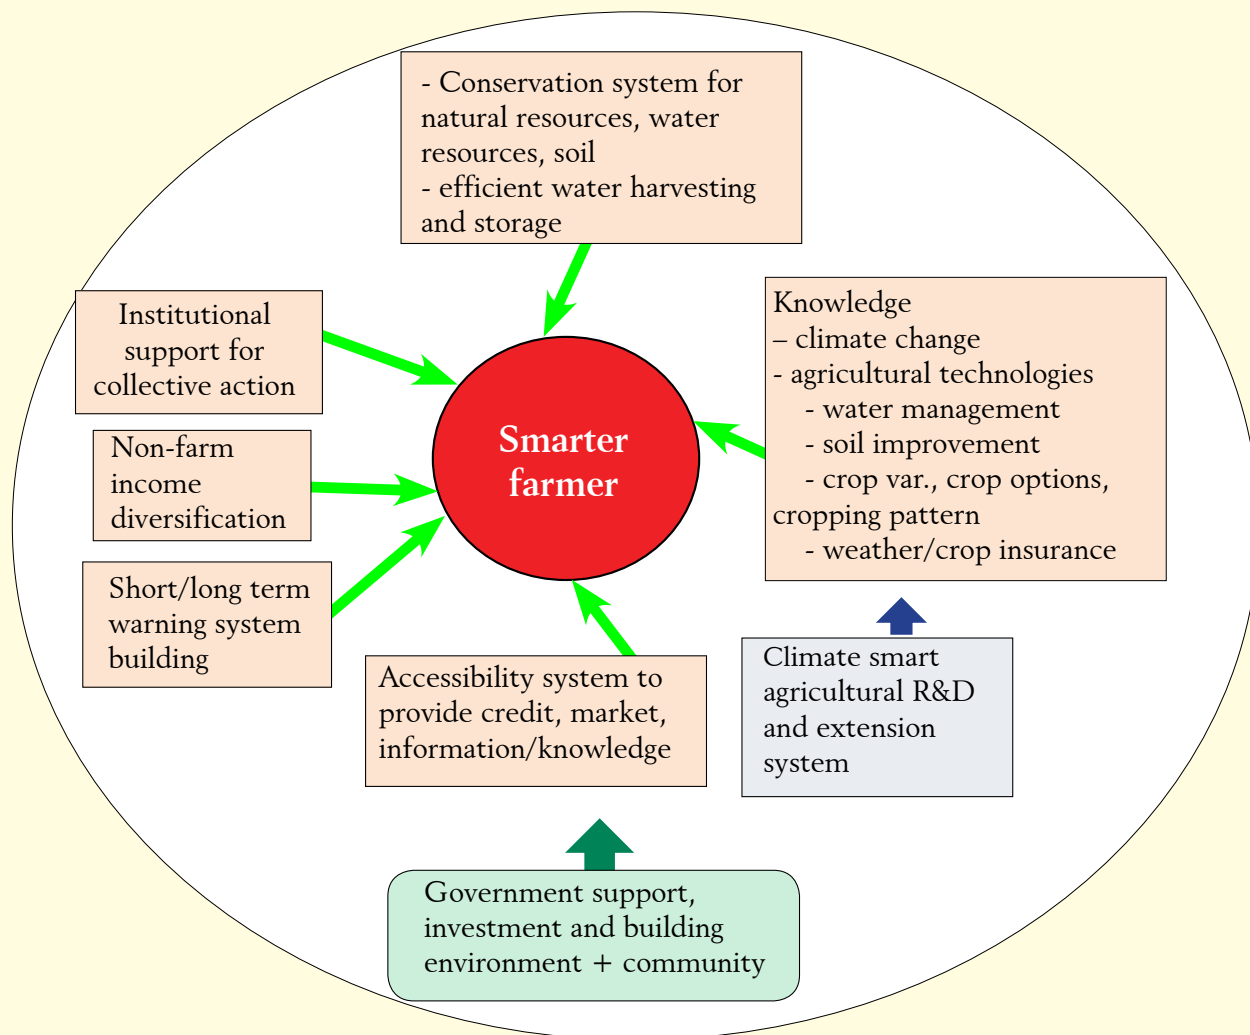 - Conservation system for
natural resources, water
resources, soil
- efficient water harvesting
and storage
Institutional
support for
collective action
Knowledge
– climate change
- agricultural technologies
- water management
- soil improvement
- crop var., crop options,
cropping pattern
- weather/crop insurance
Smarter
farmer
Non-farm
income
diversification
Short/long term
warning system
building
Accessibility system to
provide credit, market,
information/knowledge
Climate smart
agricultural R&D
and extension
system
Government support,
investment and building
environment + community